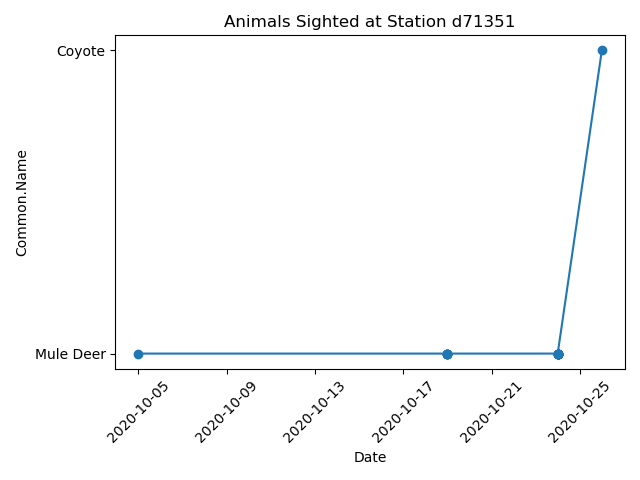 Animals Sighted at Station d71351
Coyote
Common.Name
Mule Deer
2020-10-05
2020-10-09
2020-10-13
2020-10-17
2020-10-21
2020-10-25
Date